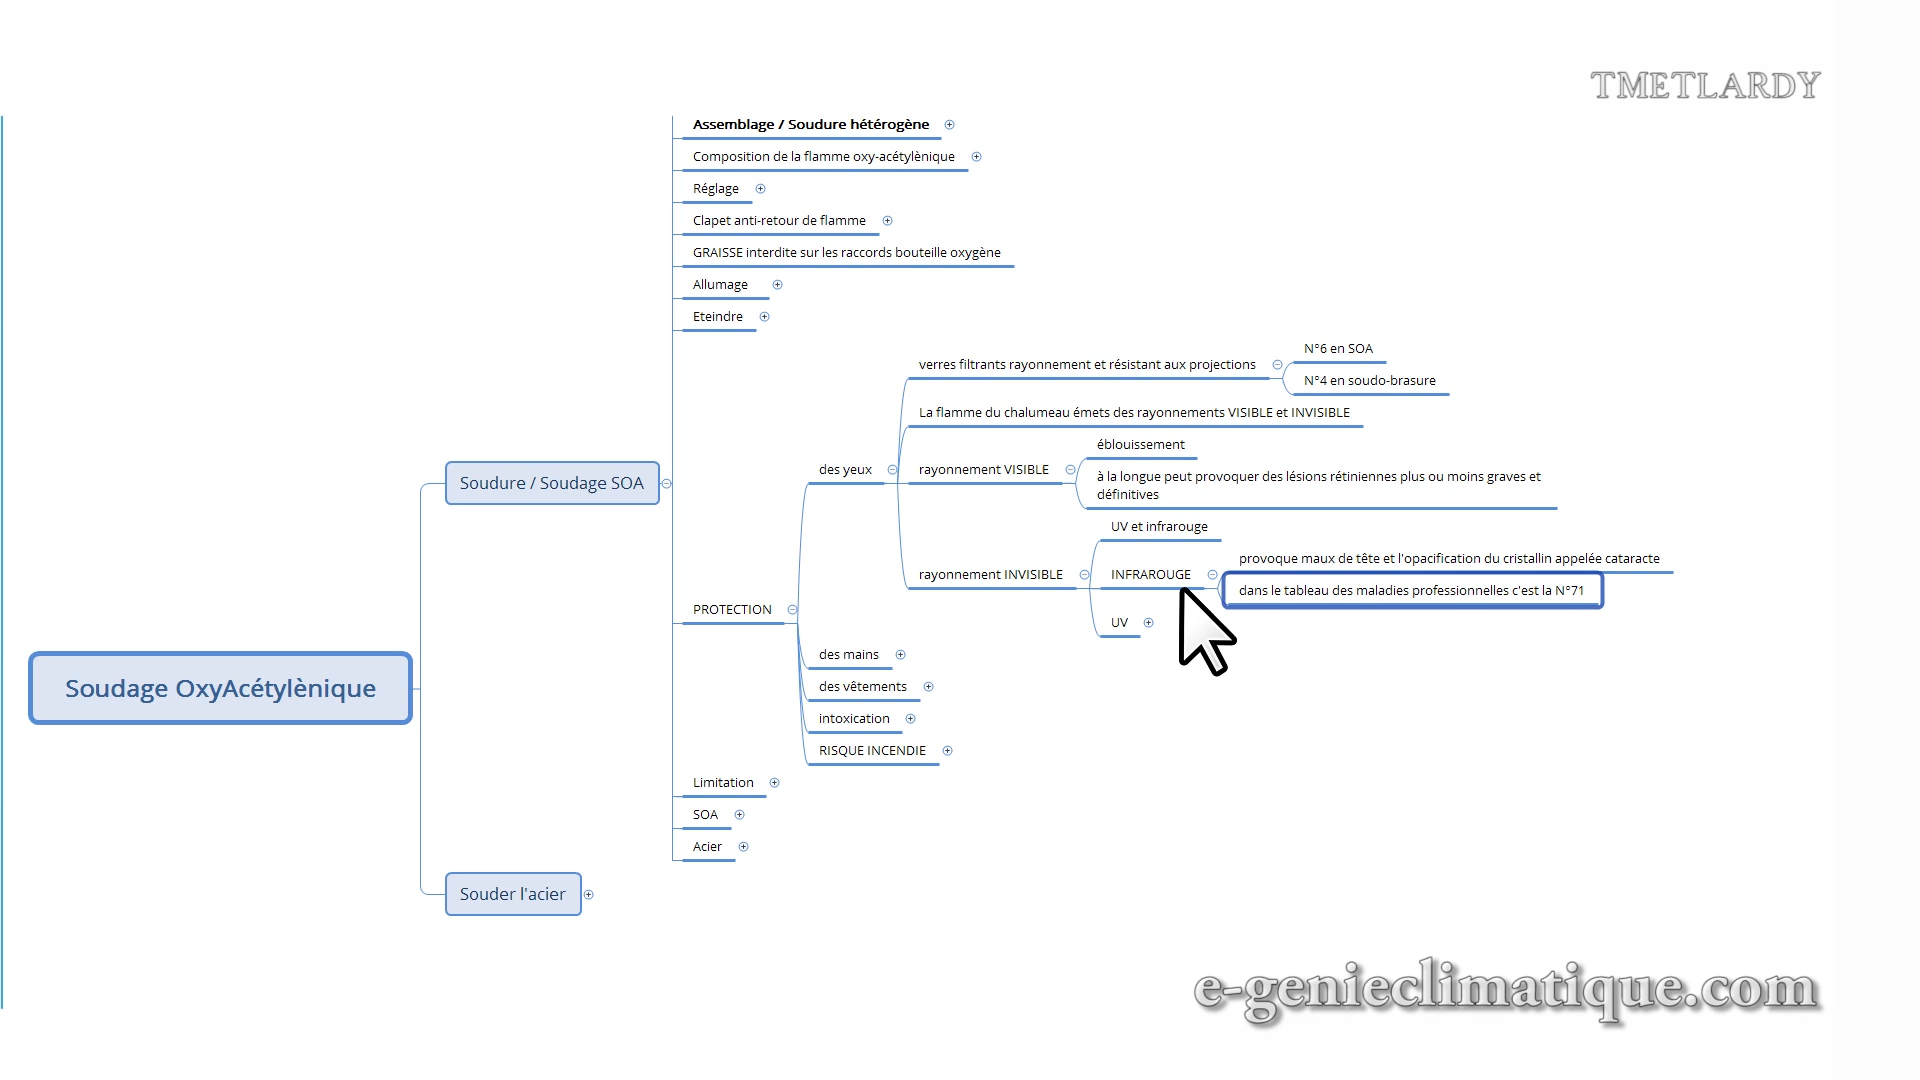 TMETLARDY
Assemblage / Soudure hétérogène
Composition de la flamme oxy-acétylènique
Réglage
Clapet anti-retour de flamme
GRAISSE interdite sur les raccords bouteille oxygène
Allumage
Eteindre
N°6 en SOA
verres filtrants rayonnement et résistant aux projections
N°4 en soudo-brasure
La flamme du chalumeau émets des rayonnements VISIBLE et INVISIBLE
éblouissement
des yeux
rayonnement VISIBLE
à la longue peut provoquer des lésions rétiniennes plus ou moins graves et
définitives
Soudure / Soudage SOA
UV et infrarouge
provoque maux de tête et l'opacification du cristallin appelée cataracte
rayonnement INVISIBLE
INFRAROUGE
dans le tableau des maladies professionnelles c'est la N°71
PROTECTION
UV
des mains
des vêtements
Soudage OxyAcétylènique
intoxication
RISQUE INCENDIE
Limitation
SOA
Acier
Souder l'acier
e-genieclimatique.com